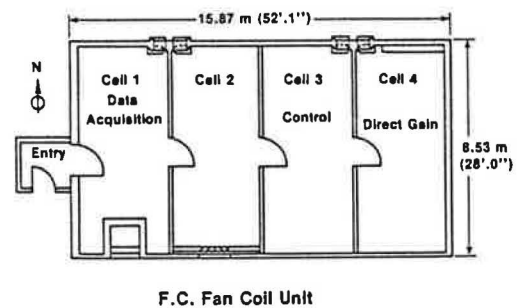 15.87 m (52'.1")
N
Cell 1
Data
Acquisition
Cell 2
Cell 3
Control
Cell 4
Direct Gain
Entry
8.53 m
(28'.0")
F.C. Fan Coil Unit